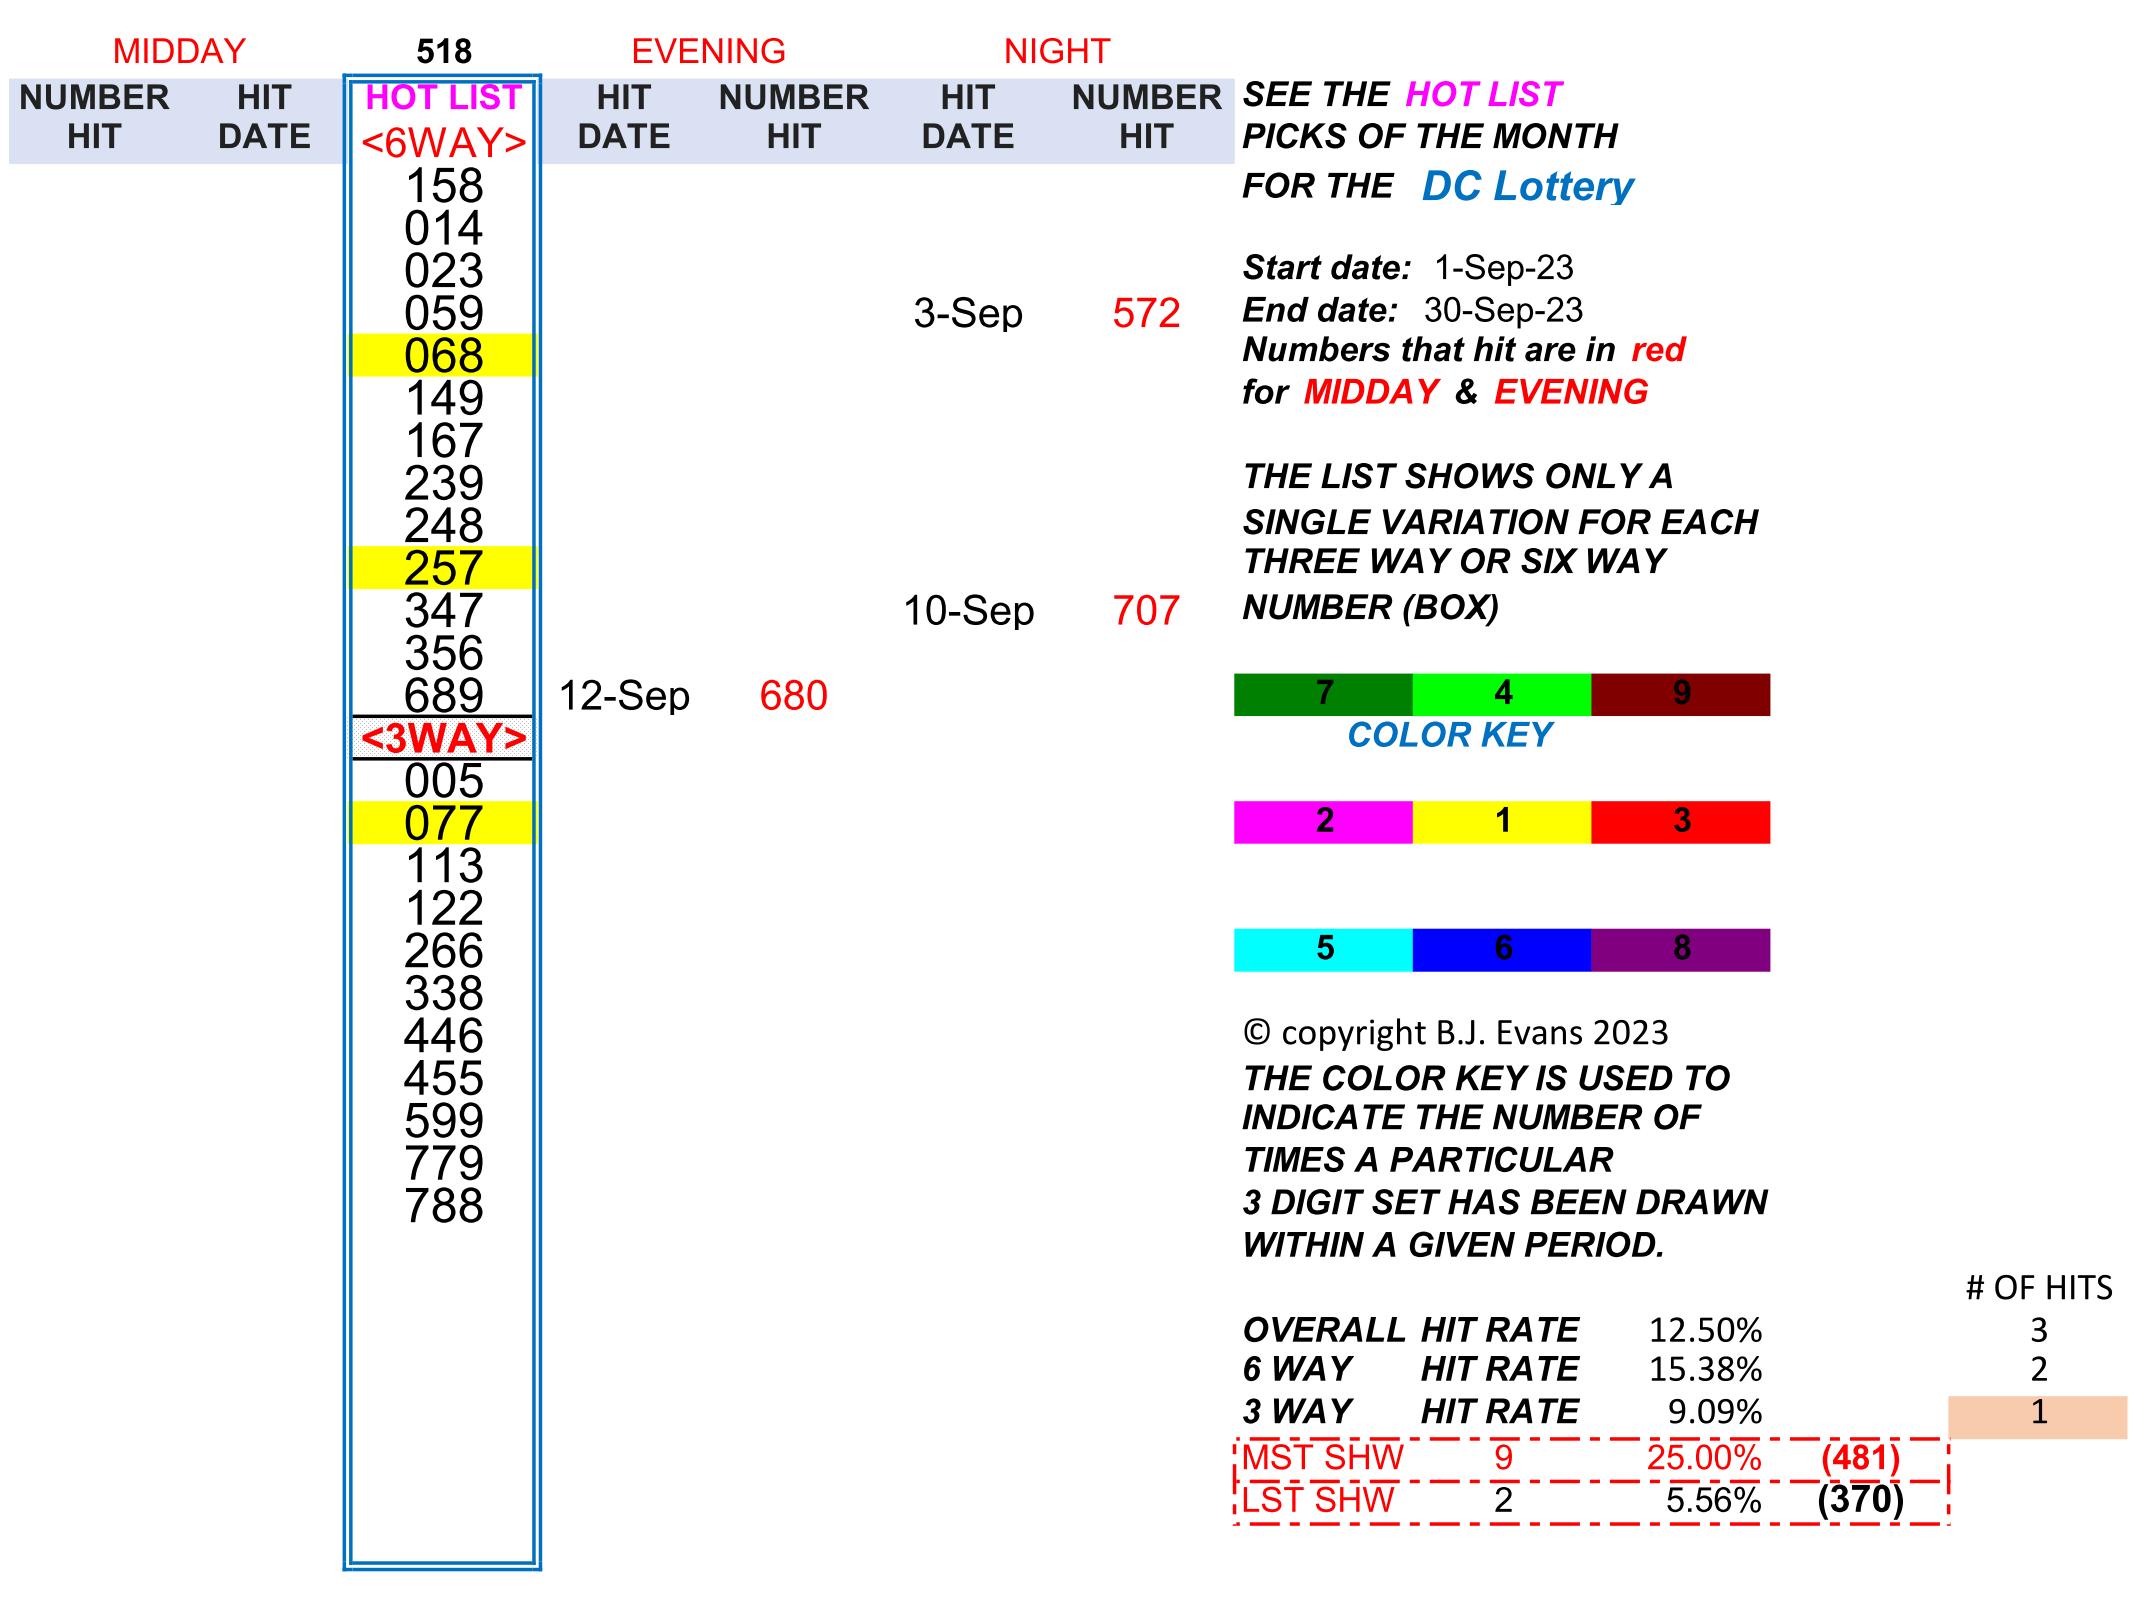 MIDDAY 518 EVENING NIGHT
NUMBER HIT HOT LIST HIT NUMBER HIT NUMBER SEE THE HOT LIST
HIT DATE <6WAY> DATE HIT DATE HIT PICKS OF THE MONTH
158 FOR THE DC Lottery
014
023 Start date: 1-Sep-23
059 3-Sep 572 End date: 30-Sep-23
068 Numbers that hit are in red
149 for MIDDAY & EVENING
167
239 THE LIST SHOWS ONLY A
248 SINGLE VARIATION FOR EACH
257 THREE WAY OR SIX WAY
347 10-Sep 707 NUMBER (BOX)
356
689 12-Sep 680 7 4 9
<3WAY> COLOR KEY
005
077 2 1 3
113
122
266 5 6 8
338
446 © copyright B.J. Evans 2023
455 THE COLOR KEY IS USED TO
599 INDICATE THE NUMBER OF
779 TIMES A PARTICULAR
788 3 DIGIT SET HAS BEEN DRAWN
WITHIN A GIVEN PERIOD.
# OF HITS
OVERALL HIT RATE 12.50% 3
6 WAY HIT RATE 15.38% 2
3 WAY HIT RATE 9.09% 1
MST SHW 9 25.00% (481)
LST SHW 2 5.56% (370)